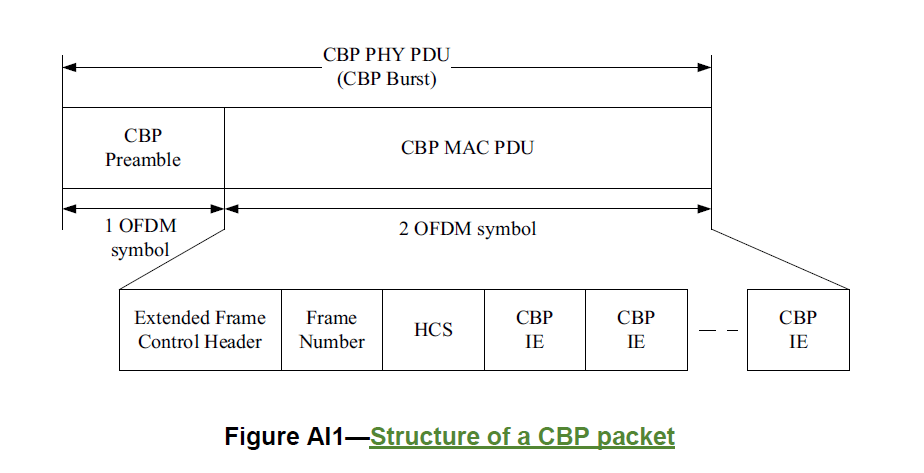 CBP PHY PDU
(CBP Burst)
CBP
Preamble
CBP MAC PDU
1 OFDM
symbol
2 OFDM symbol
Extended Frame
Control Header
Frame
Number
HCS
CBP
IE
CBP
IE
CBP
IE
Figure AI1—Structure of a CBP packet